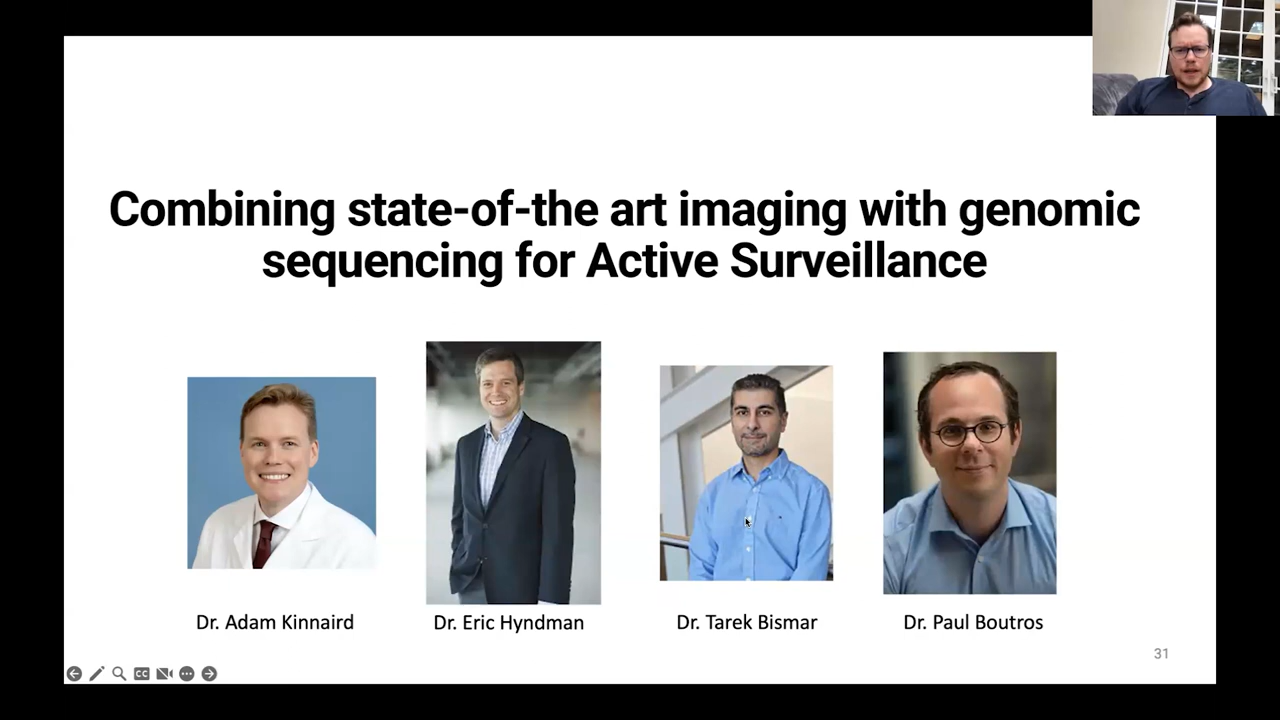 Combining state-of-the art imaging with genomic
sequencing for Active Surveillance
Dr. Adam Kinnaird
Dr. Eric Hyndman
Dr. Tarek Bismar
Dr. Paul Boutros
31
CC